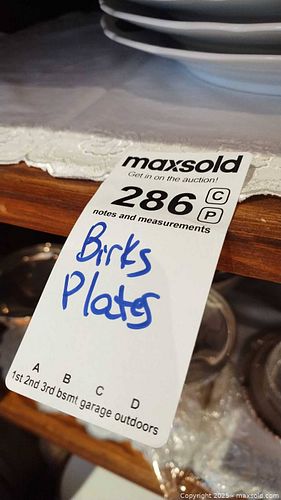 maxsold
Get in on the auction!
286 C
P
notes and measurements
Birks
Plates
A B C D
1st 2nd 3rd bsmt garage outdoors
Copyright 2025 - maxsold.com